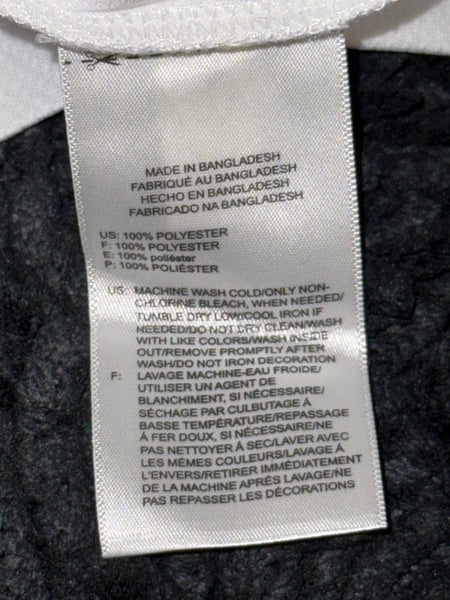 MADE IN BANGLADESH
FABRIQUÉ AU BANGLADESH
HECHO EN BANGLADESH
FABRICADO NA BANGLADESH
US: 100% POLYESTER
F: 100% POLYESTER
E: 100% poliéster
P: 100% POLIÉSTER
US: MACHINE WASH COLD/ONLY NON-
CHLORINE BLEACH, WHEN NEEDED/
TUMBLE DRY LOW/COOL IRON IF
NEEDED/DO NOT DRY CLEAN/WASH
WITH LIKE COLORS/WASH INSIDE
OUT/REMOVE PROMPTLY AFTER
WASH/DO NOT IRON DECORATION
F: LAVAGE MACHINE-EAU FROIDE/
UTILISER UN AGENT DE
BLANCHIMENT, SI NÉCESSAIRE/
SÉCHAGE PAR CULBUTAGE À
BASSE TEMPÉRATURE/REPASSAGE
À FER DOUX, SI NÉCESSAIRE/NE
PAS NETTOYER À SEC/LAVER AVEC
LES MÊMES COULEURS/LAVAGE À
L'ENVERS/RETIRER IMMÉDIATEMENT
DE LA MACHINE APRÈS LAVAGE/NE
PAS REPASSER LES DÉCORATIONS